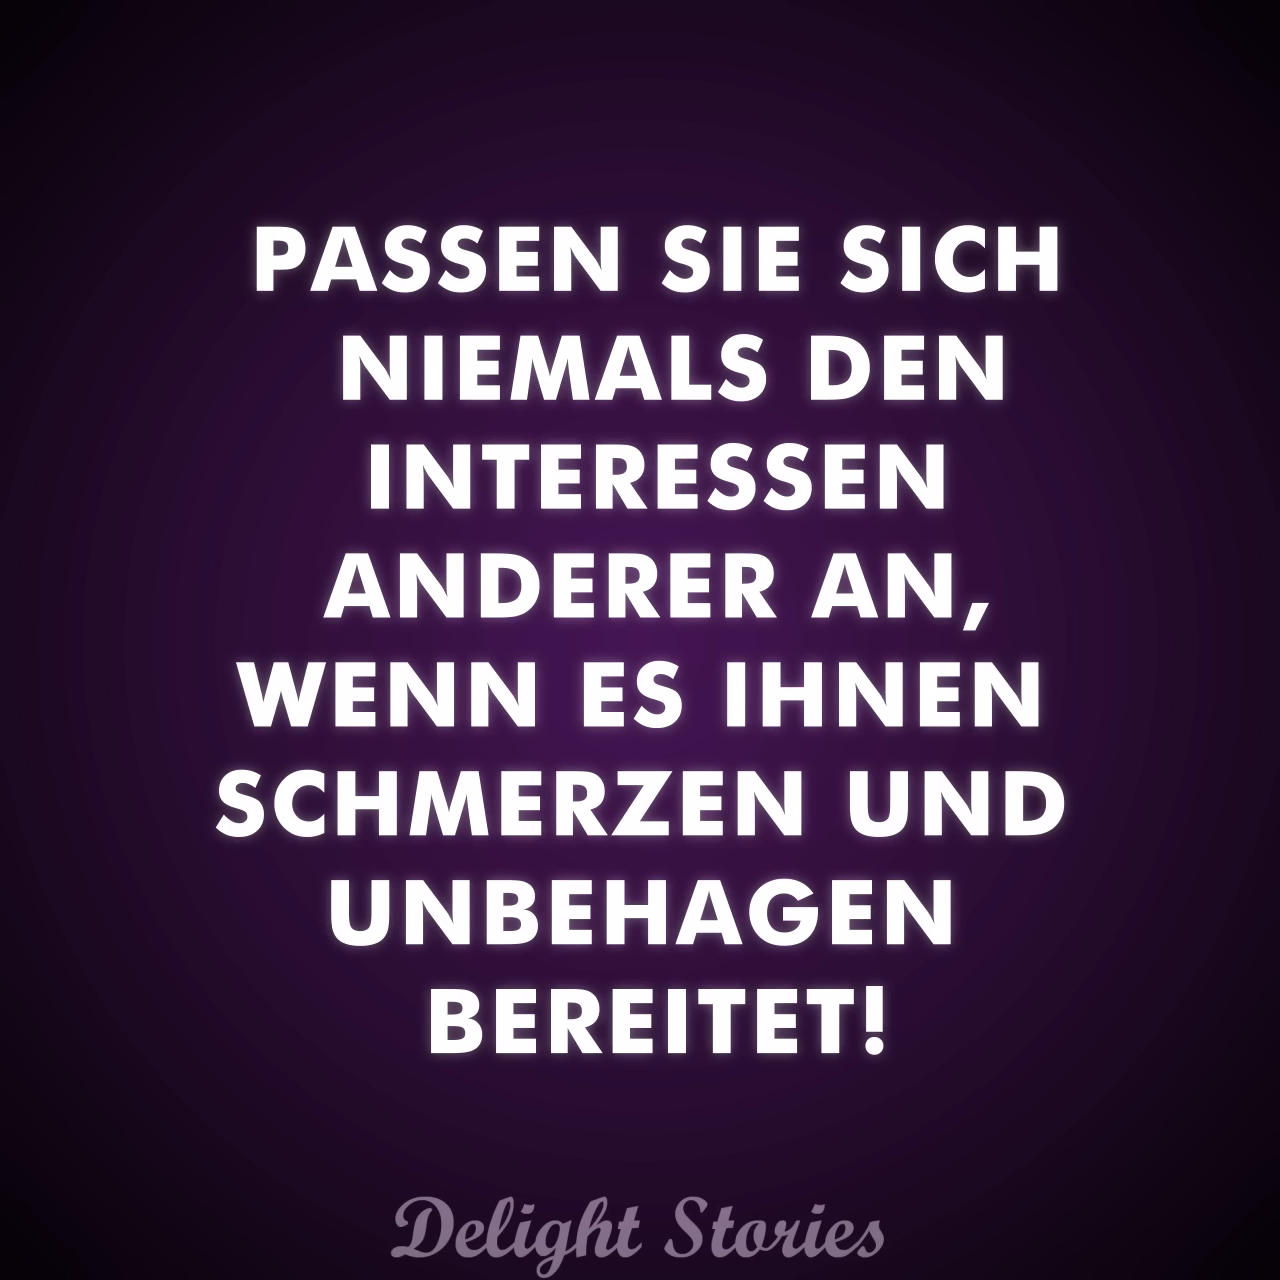 PASSEN SIE SICH
NIEMALS DEN
INTERESSEN
ANDERER AN,
WENN ES IHNEN
SCHMERZEN UND
UNBEHAGEN
BEREITET!
Delight Stories